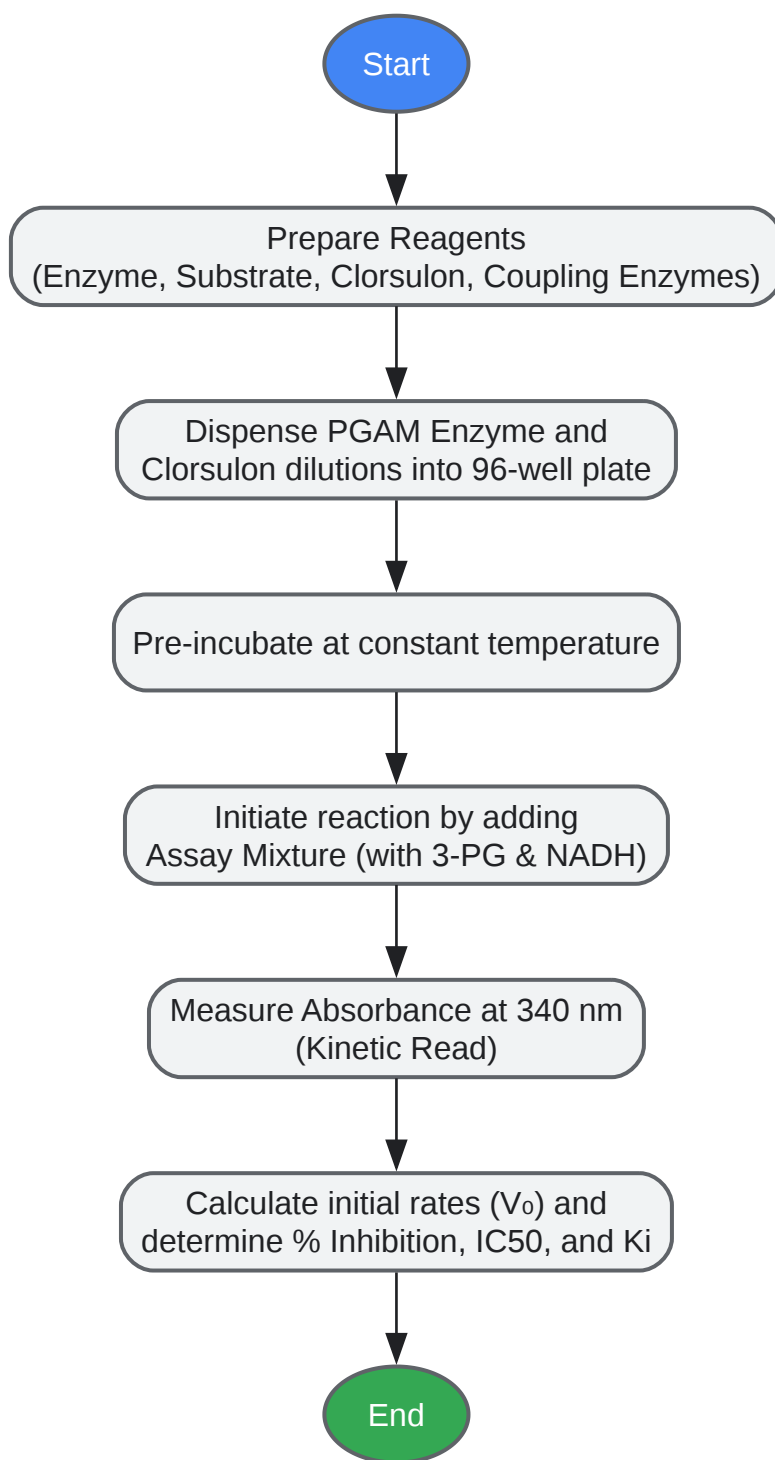 Start
Prepare Reagents
(Enzyme, Substrate, Clorsulon, Coupling Enzymes)
Dispense PGAM Enzyme and
Clorsulon dilutions into 96-well plate
Pre-incubate at constant temperature
Initiate reaction by adding
Assay Mixture (with 3-PG & NADH)
Measure Absorbance at 340 nm
(Kinetic Read)
Calculate initial rates (V₀) and
determine % Inhibition, IC50, and Ki
End